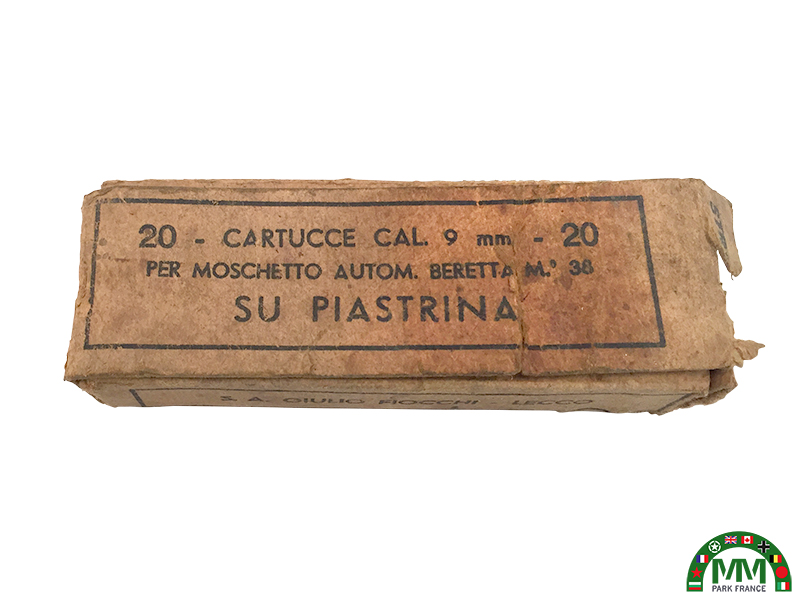 20 - CARTUCCE CAL. 9 mm - 20
PER MOSCHETTO AUTOM. BERETTA M.° 38
SU PIASTRINA
S. A. GIULIO FIOCCHI - LECCO
MM
PARK FRANCE